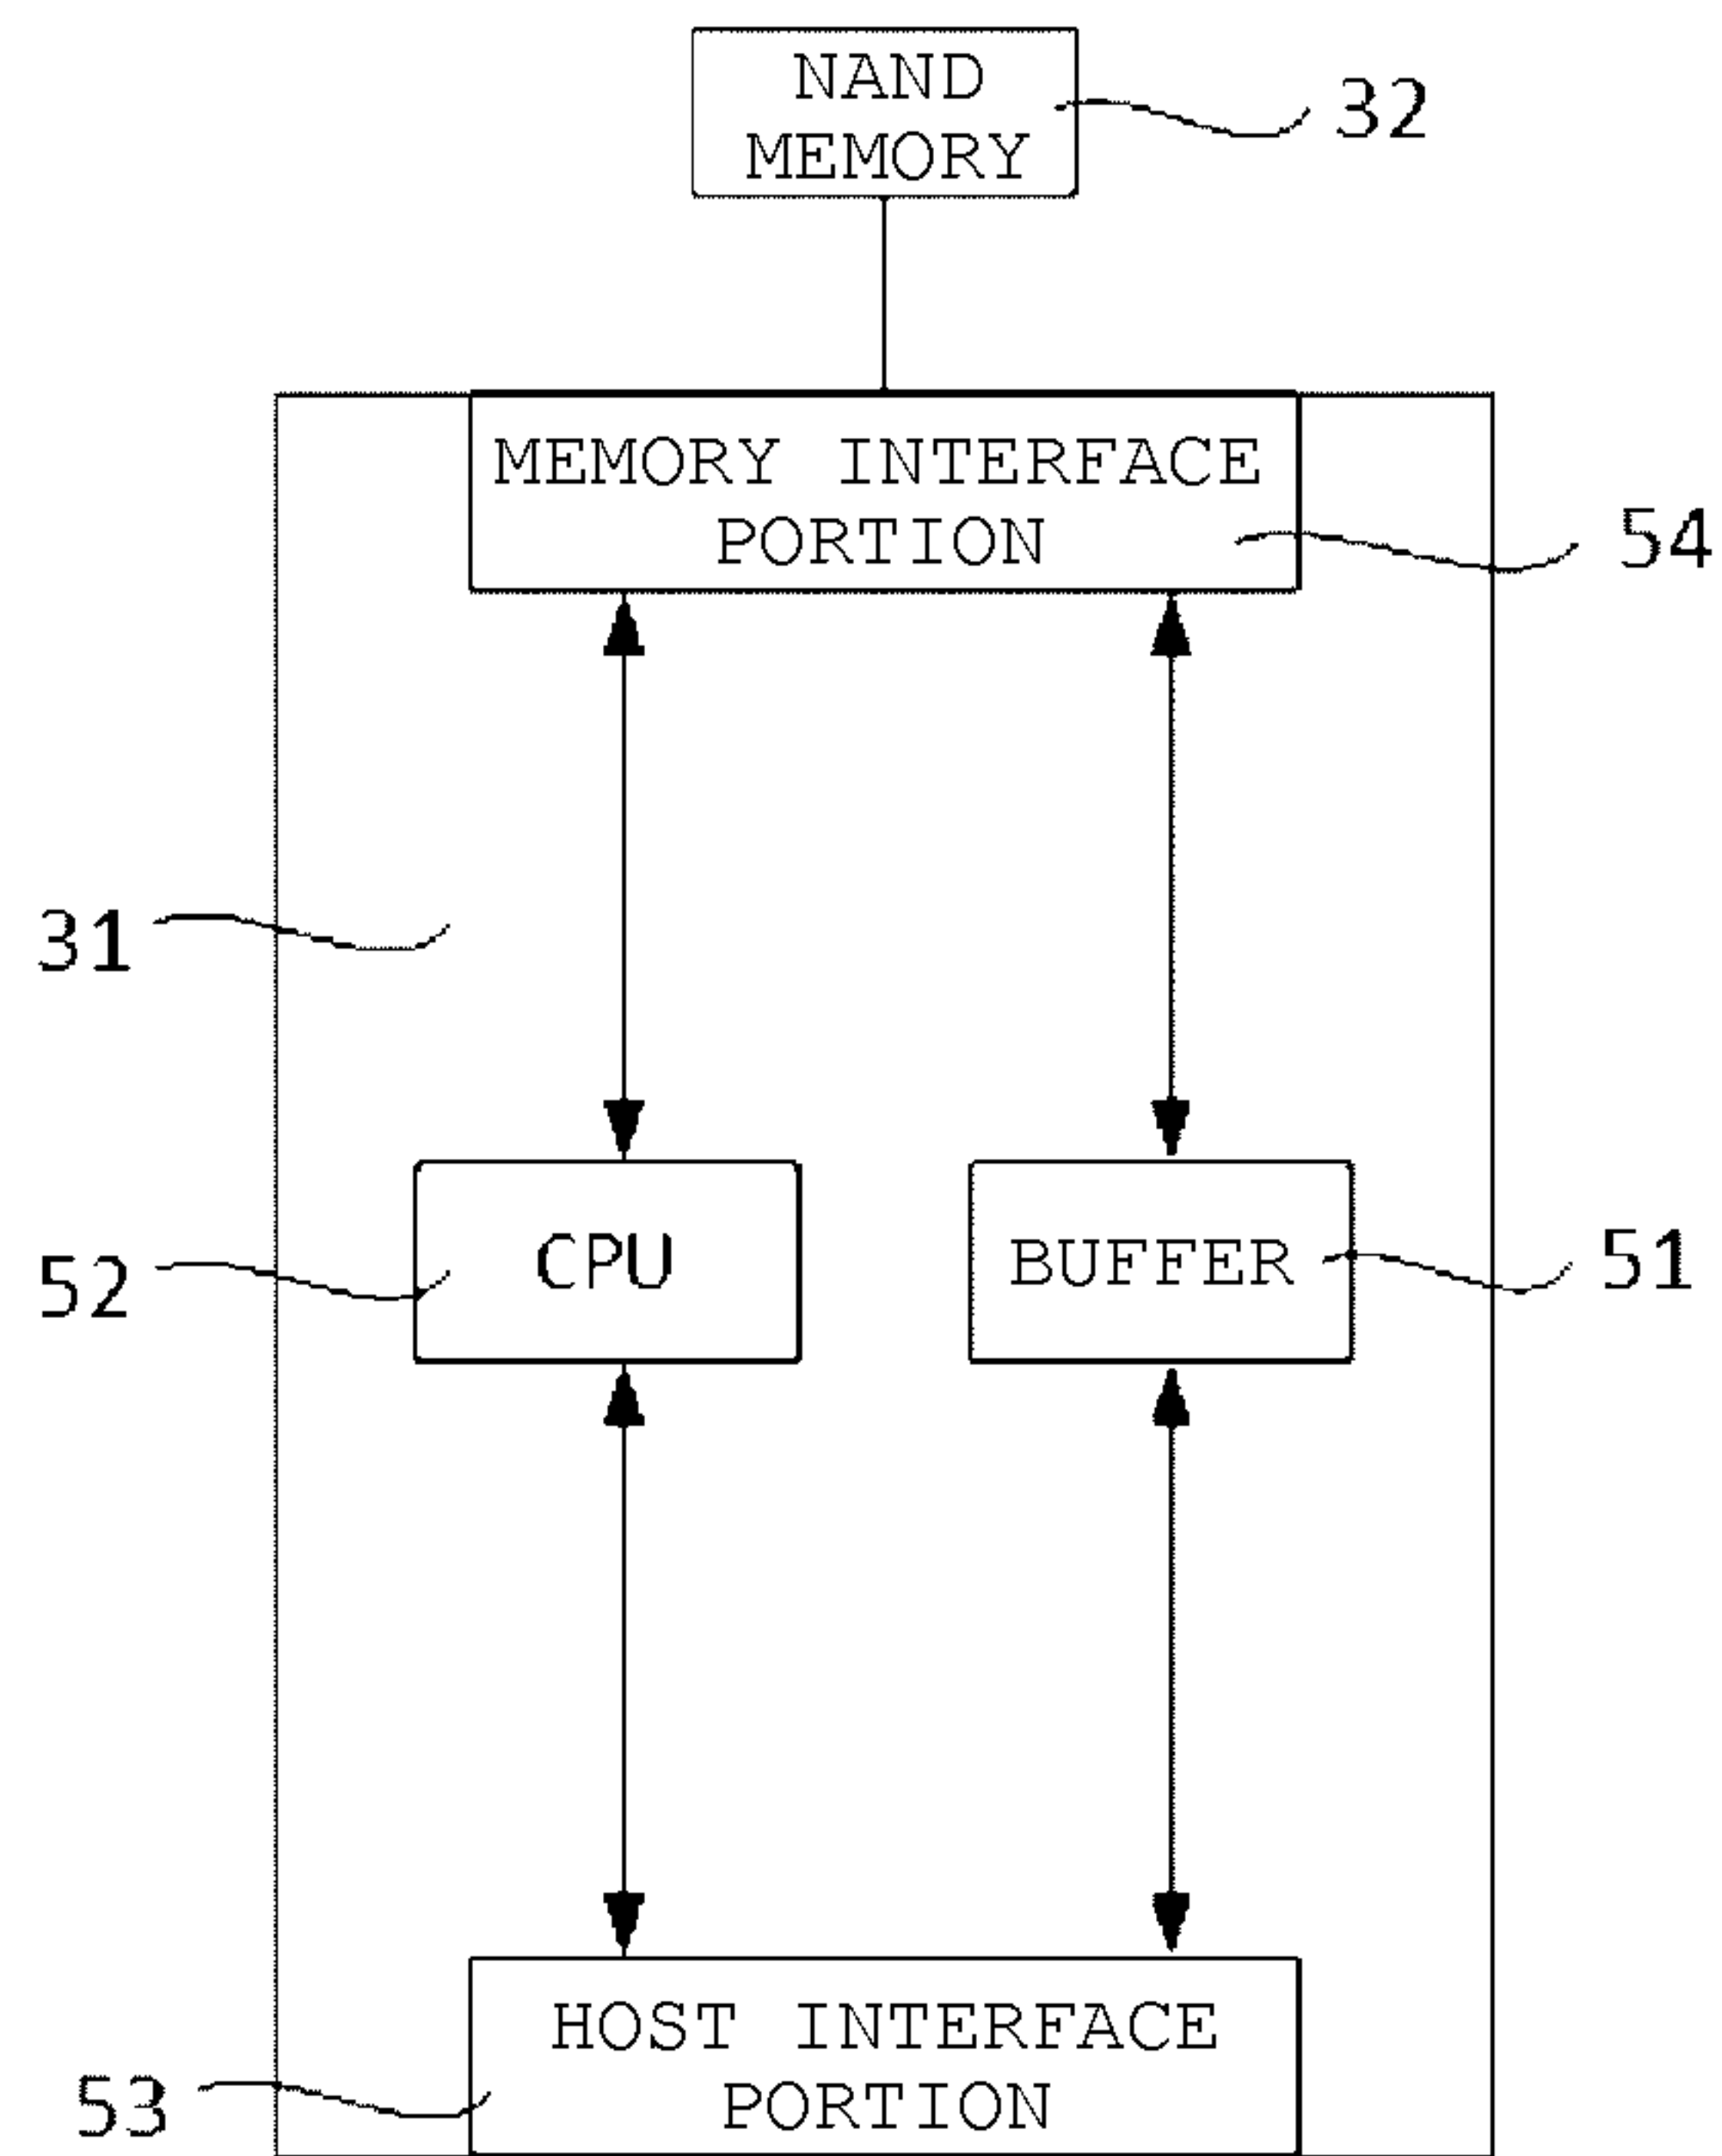 NAND
MEMORY
32
MEMORY INTERFACE
PORTION
54
31
CPU
BUFFER
52
51
HOST INTERFACE
PORTION
53